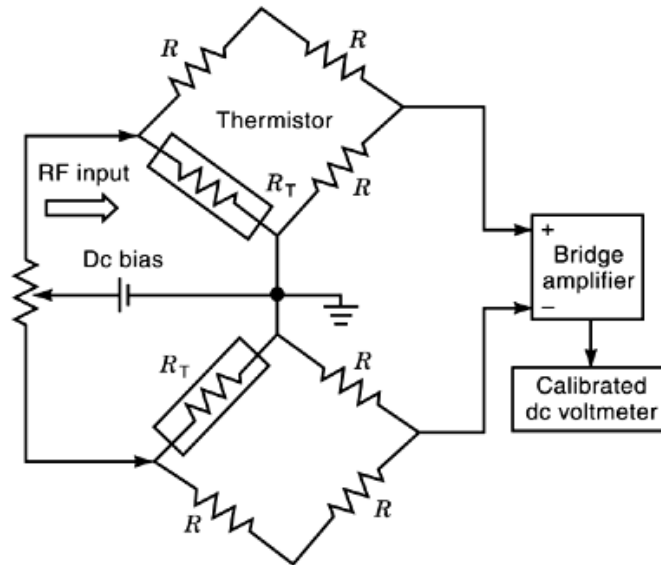 R
R
Thermistor
RF input
R_T
R
Dc bias
+
Bridge
amplifier
−
R_T
R
Calibrated
dc voltmeter
R
R